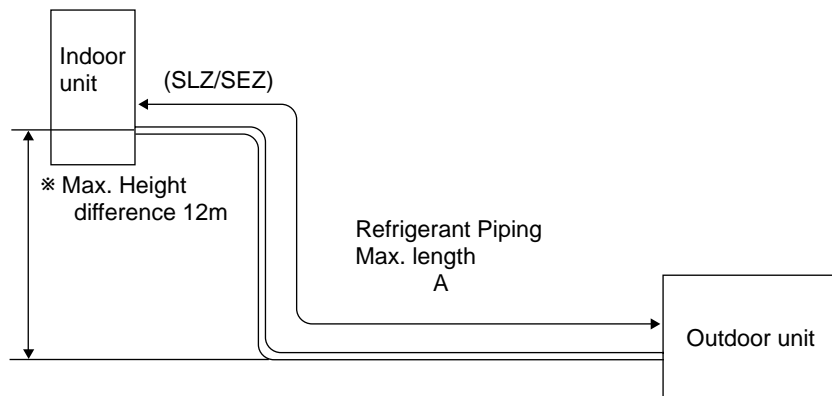 Indoor
unit
(SLZ/SEZ)
※ Max. Height
difference 12m
Refrigerant Piping
Max. length
A
Outdoor unit